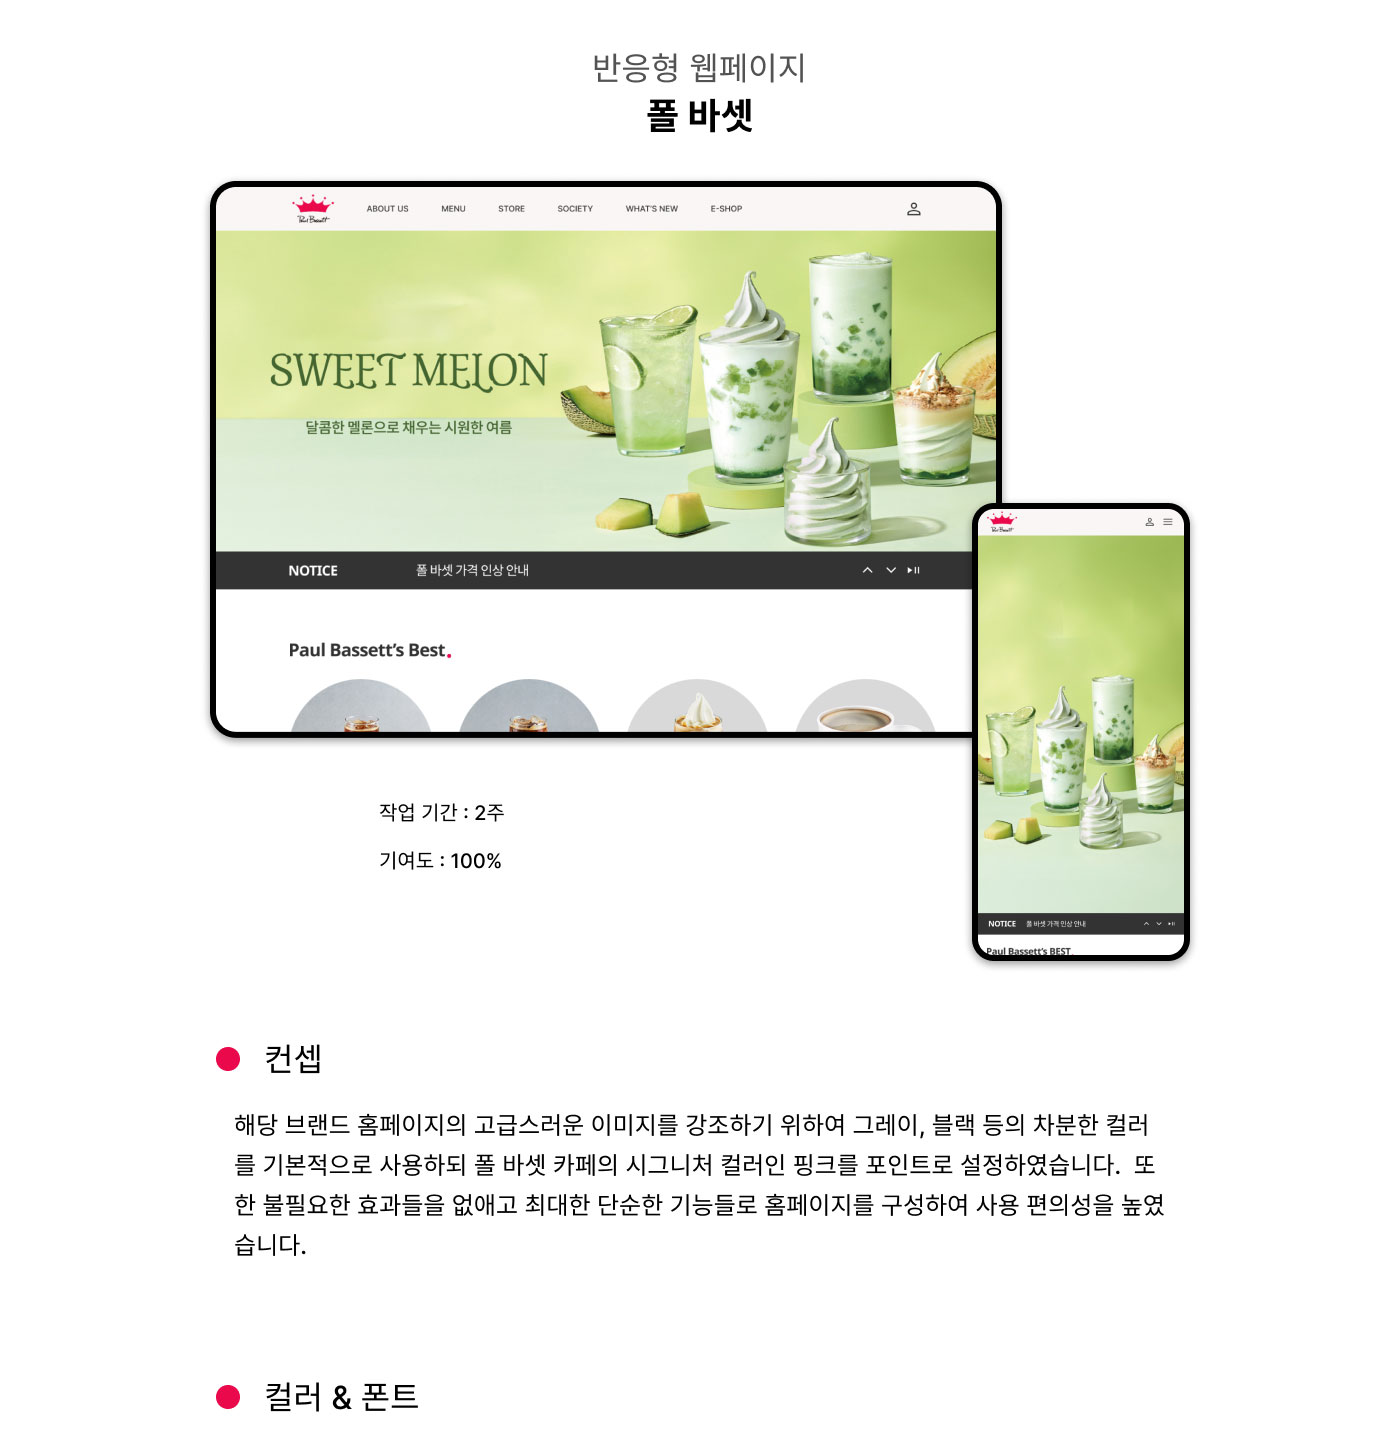 반응형 웹페이지
폴 바셋
Paul Bassett
ABOUT US MENU STORE SOCIETY WHAT'S NEW E-SHOP
SWEET MELON
달콤한 멜론으로 채우는 시원한 여름
NOTICE 폴 바셋 가격 인상 안내
Paul Bassett's Best.
Paul Bassett
NOTICE 폴 바셋 가격 인상 안내
Paul Bassett's BEST.
작업 기간 : 2주
기여도 : 100%
컨셉
해당 브랜드 홈페이지의 고급스러운 이미지를 강조하기 위하여 그레이, 블랙 등의 차분한 컬러
를 기본적으로 사용하되 폴 바셋 카페의 시그니처 컬러인 핑크를 포인트로 설정하였습니다. 또
한 불필요한 효과들을 없애고 최대한 단순한 기능들로 홈페이지를 구성하여 사용 편의성을 높였
습니다.
컬러 & 폰트